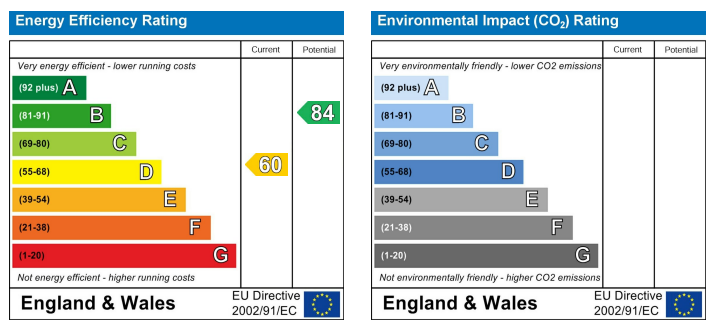 Energy Efficiency Rating
Current Potential
Very energy efficient - lower running costs
(92 plus) A
(81-91) B
84
(69-80) C
(55-68) D
60
(39-54) E
(21-38) F
(1-20) G
Not energy efficient - higher running costs
England & Wales
EU Directive
2002/91/EC
Environmental Impact (CO₂) Rating
Current Potential
Very environmentally friendly - lower CO2 emissions
(92 plus) A
(81-91) B
(69-80) C
(55-68) D
(39-54) E
(21-38) F
(1-20) G
Not environmentally friendly - higher CO2 emissions
England & Wales
EU Directive
2002/91/EC